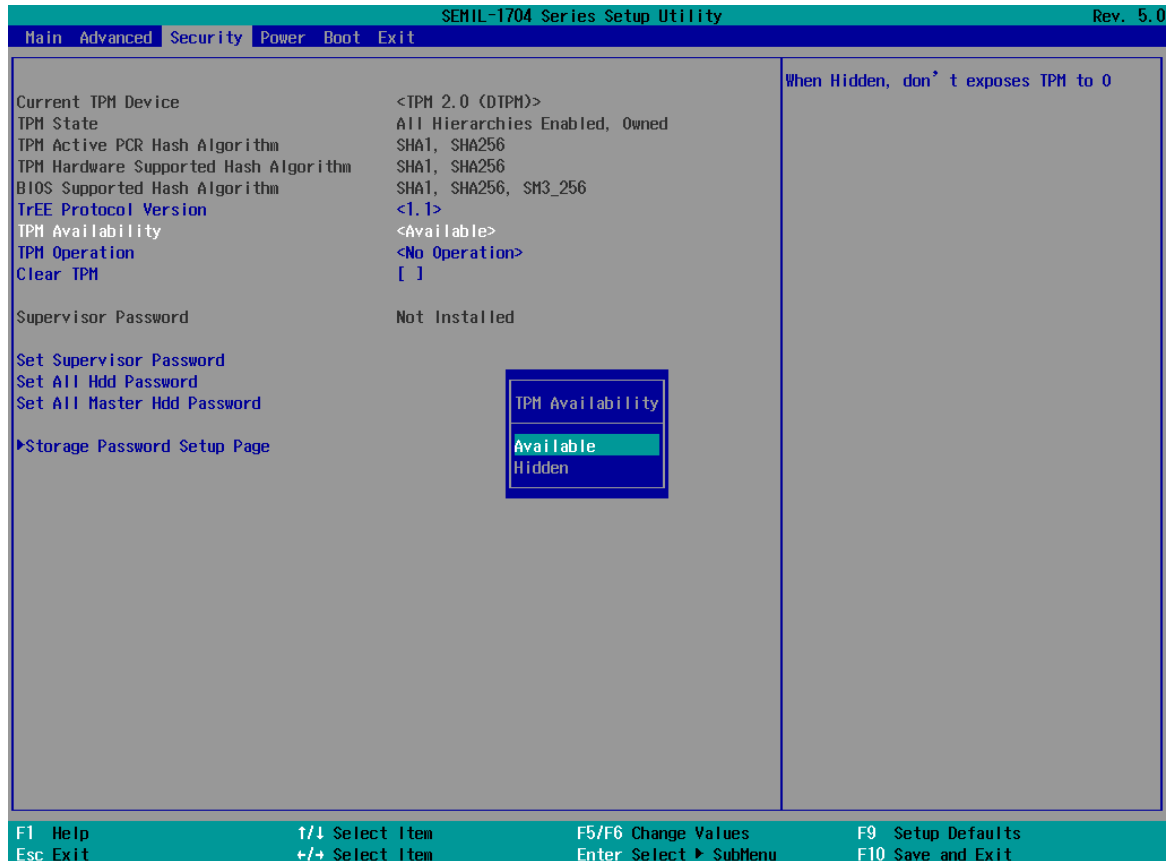 SEMIL-1704 Series Setup Utility Rev. 5.0
Main Advanced Security Power Boot Exit
When Hidden, don't exposes TPM to 0
Current TPM Device <TPM 2.0 (DTPM)>
TPM State All Hierarchies Enabled, Owned
TPM Active PCR Hash Algorithm SHA1, SHA256
TPM Hardware Supported Hash Algorithm SHA1, SHA256
BIOS Supported Hash Algorithm SHA1, SHA256, SM3_256
TrEE Protocol Version <1.1>
TPM Availability <Available>
TPM Operation <No Operation>
Clear TPM [ ]
Supervisor Password Not Installed
Set Supervisor Password
Set All Hdd Password
Set All Master Hdd Password
▶Storage Password Setup Page
TPM Availability
Available
Hidden
F1 Help ↑/↓ Select Item F5/F6 Change Values F9 Setup Defaults
Esc Exit ←/→ Select Item Enter Select ▶ SubMenu F10 Save and Exit